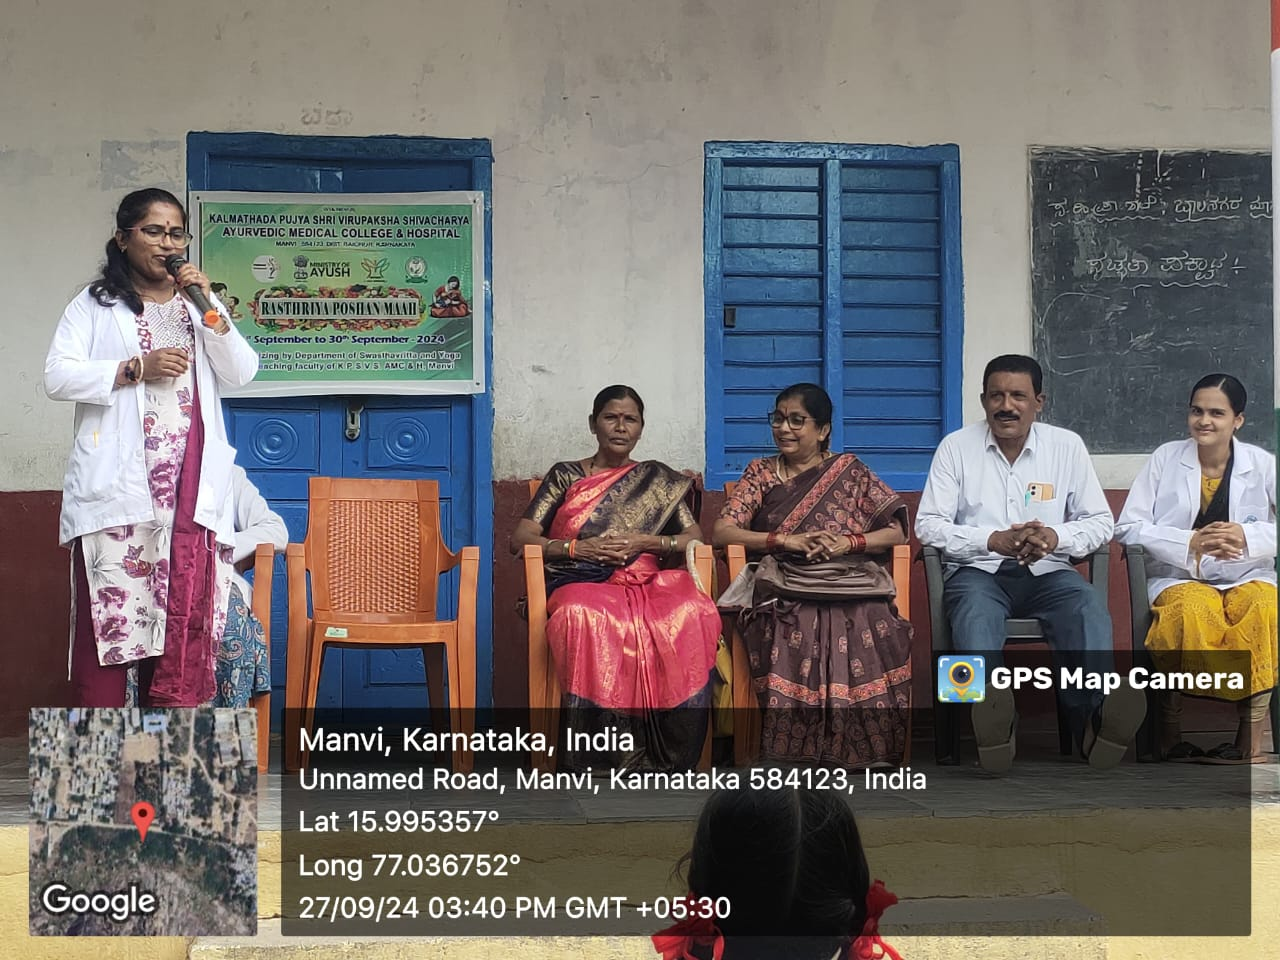 KALMATHADA PUJYA SHRI VIRUPAKSHA SHIVACHARYA
AYURVEDIC MEDICAL COLLEGE & HOSPITAL
MANVI 584123 DIST. RAICHUR KARNAKATA
MINISTRY OF
AYUSH
RASTHRIYA POSHAN MAAH
September to 30th September - 2024
izing by Department of Swasthavritta and Yoga
aching faculty of K.P.S.V.S. AMC & H, Manvi
ಸ.ಹಿ.ಪ್ರಾ.ಶಾಲೆ
GPS Map Camera
Manvi, Karnataka, India
Unnamed Road, Manvi, Karnataka 584123, India
Lat 15.995357°
Long 77.036752°
27/09/24 03:40 PM GMT +05:30
Google